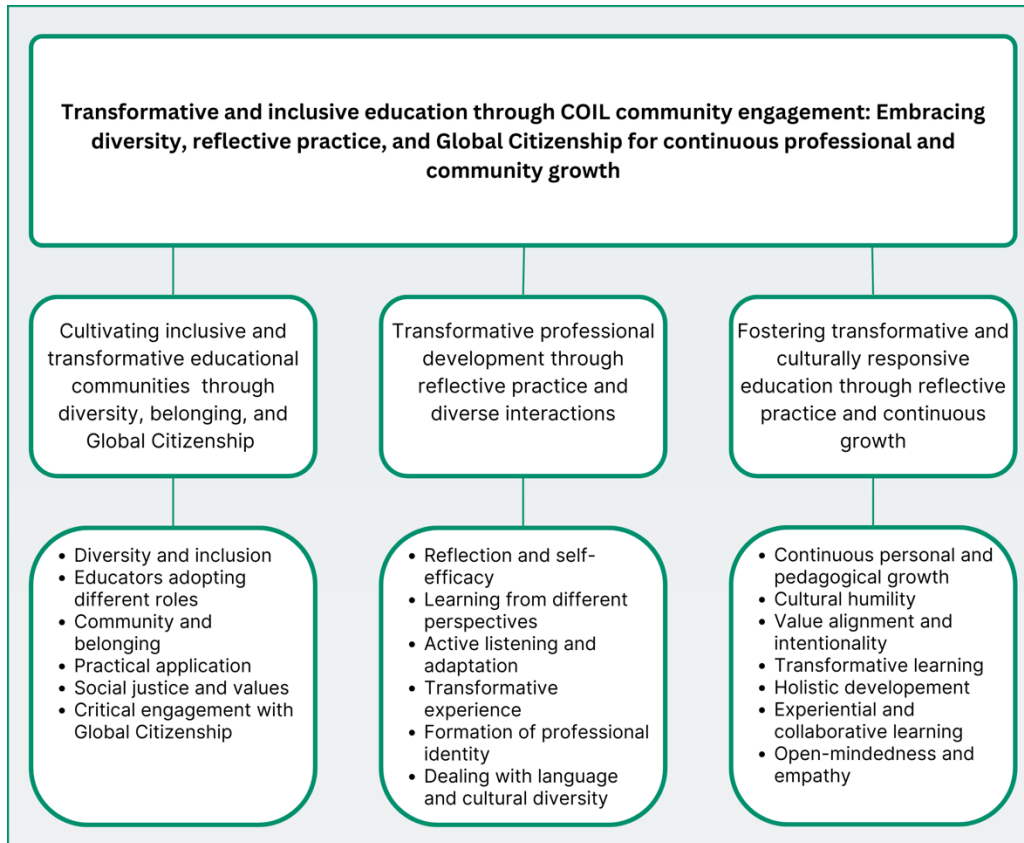 Transformative and inclusive education through COIL community engagement: Embracing
diversity, reflective practice, and Global Citizenship for continuous professional and
community growth
Cultivating inclusive and
transformative educational
communities through
diversity, belonging, and
Global Citizenship
Transformative professional
development through
reflective practice and
diverse interactions
Fostering transformative and
culturally responsive
education through reflective
practice and continuous
growth
• Diversity and inclusion
• Educators adopting
different roles
• Community and
belonging
• Practical application
• Social justice and values
• Critical engagement with
Global Citizenship
• Reflection and self-
efficacy
• Learning from different
perspectives
• Active listening and
adaptation
• Transformative
experience
• Formation of professional
identity
• Dealing with language
and cultural diversity
• Continuous personal and
pedagogical growth
• Cultural humility
• Value alignment and
intentionality
• Transformative learning
• Holistic developement
• Experiential and
collaborative learning
• Open-mindedness and
empathy